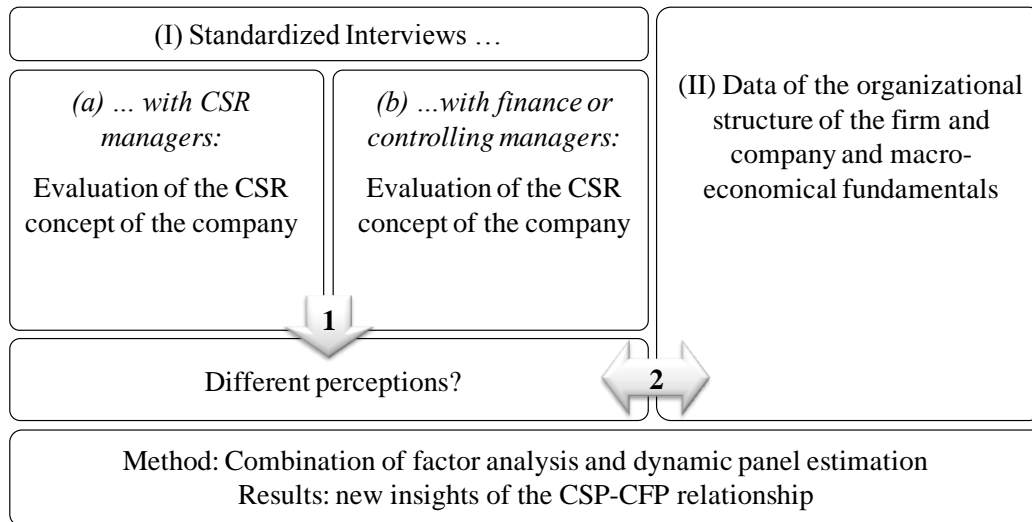 (I) Standardized Interviews …
(a) … with CSR
managers:
Evaluation of the CSR
concept of the company
(b) …with finance or
controlling managers:
Evaluation of the CSR
concept of the company
(II) Data of the organizational
structure of the firm and
company and macro-
economical fundamentals
1
Different perceptions?
2
Method: Combination of factor analysis and dynamic panel estimation
Results: new insights of the CSP-CFP relationship